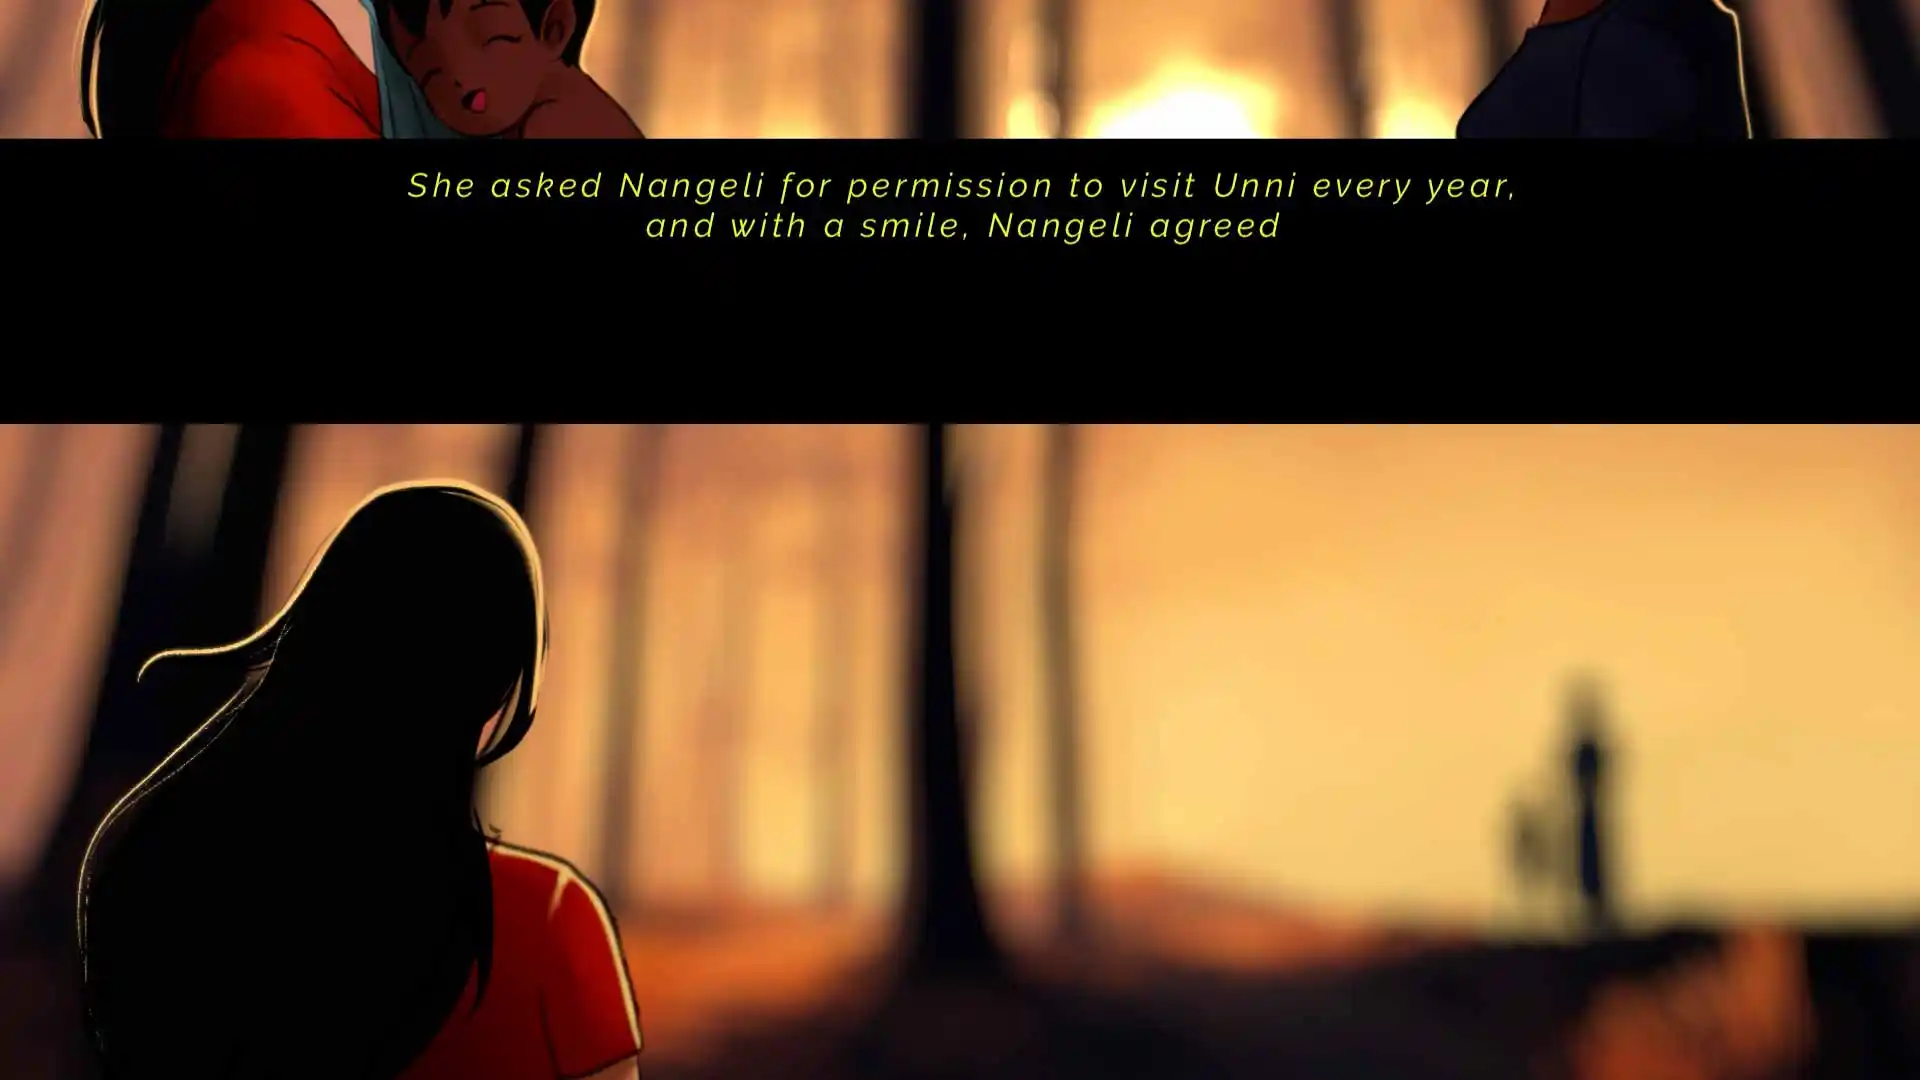 She asked Nangeli for permission to visit Unni every year,
and with a smile, Nangeli agreed